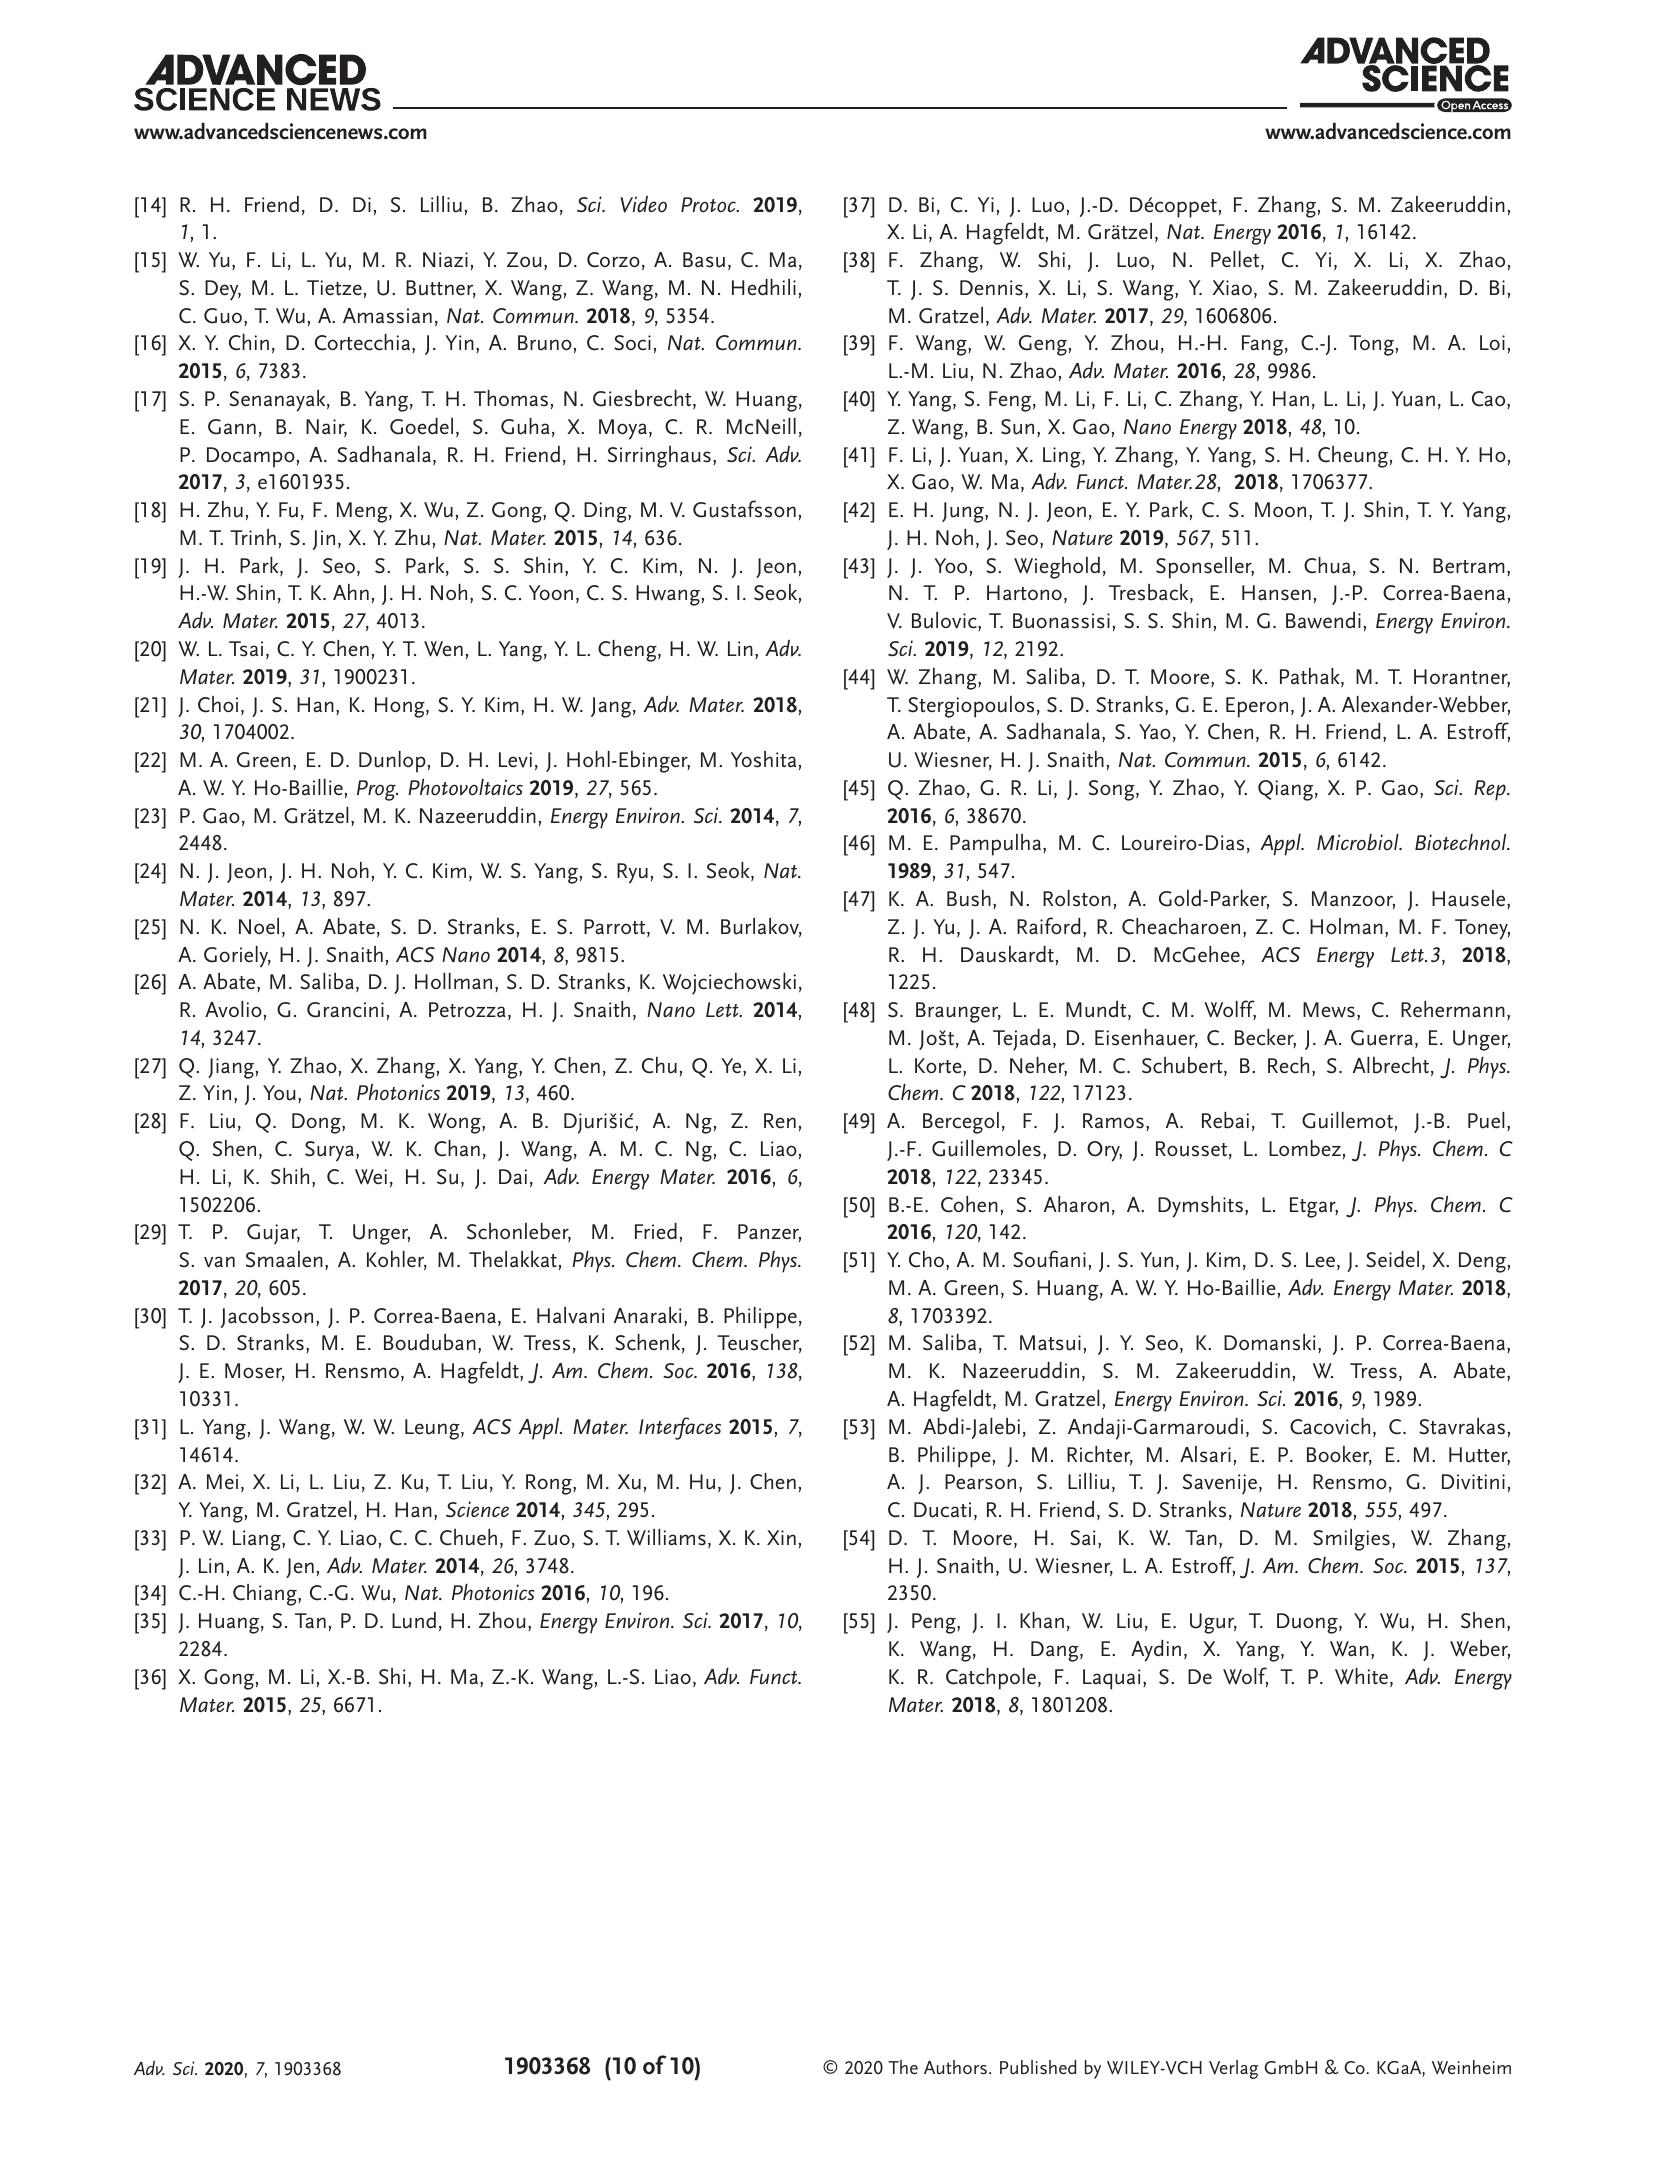 ADVANCED
SCIENCE NEWS
www.advancedsciencenews.com
ADVANCED
SCIENCE
Open Access
www.advancedscience.com
[14] R. H. Friend, D. Di, S. Lilliu, B. Zhao, Sci. Video Protoc. 2019,
1, 1.
[15] W. Yu, F. Li, L. Yu, M. R. Niazi, Y. Zou, D. Corzo, A. Basu, C. Ma,
S. Dey, M. L. Tietze, U. Buttner, X. Wang, Z. Wang, M. N. Hedhili,
C. Guo, T. Wu, A. Amassian, Nat. Commun. 2018, 9, 5354.
[16] X. Y. Chin, D. Cortecchia, J. Yin, A. Bruno, C. Soci, Nat. Commun.
2015, 6, 7383.
[17] S. P. Senanayak, B. Yang, T. H. Thomas, N. Giesbrecht, W. Huang,
E. Gann, B. Nair, K. Goedel, S. Guha, X. Moya, C. R. McNeill,
P. Docampo, A. Sadhanala, R. H. Friend, H. Sirringhaus, Sci. Adv.
2017, 3, e1601935.
[18] H. Zhu, Y. Fu, F. Meng, X. Wu, Z. Gong, Q. Ding, M. V. Gustafsson,
M. T. Trinh, S. Jin, X. Y. Zhu, Nat. Mater. 2015, 14, 636.
[19] J. H. Park, J. Seo, S. Park, S. S. Shin, Y. C. Kim, N. J. Jeon,
H.-W. Shin, T. K. Ahn, J. H. Noh, S. C. Yoon, C. S. Hwang, S. I. Seok,
Adv. Mater. 2015, 27, 4013.
[20] W. L. Tsai, C. Y. Chen, Y. T. Wen, L. Yang, Y. L. Cheng, H. W. Lin, Adv.
Mater. 2019, 31, 1900231.
[21] J. Choi, J. S. Han, K. Hong, S. Y. Kim, H. W. Jang, Adv. Mater. 2018,
30, 1704002.
[22] M. A. Green, E. D. Dunlop, D. H. Levi, J. Hohl-Ebinger, M. Yoshita,
A. W. Y. Ho-Baillie, Prog. Photovoltaics 2019, 27, 565.
[23] P. Gao, M. Grätzel, M. K. Nazeeruddin, Energy Environ. Sci. 2014, 7,
2448.
[24] N. J. Jeon, J. H. Noh, Y. C. Kim, W. S. Yang, S. Ryu, S. I. Seok, Nat.
Mater. 2014, 13, 897.
[25] N. K. Noel, A. Abate, S. D. Stranks, E. S. Parrott, V. M. Burlakov,
A. Goriely, H. J. Snaith, ACS Nano 2014, 8, 9815.
[26] A. Abate, M. Saliba, D. J. Hollman, S. D. Stranks, K. Wojciechowski,
R. Avolio, G. Grancini, A. Petrozza, H. J. Snaith, Nano Lett. 2014,
14, 3247.
[27] Q. Jiang, Y. Zhao, X. Zhang, X. Yang, Y. Chen, Z. Chu, Q. Ye, X. Li,
Z. Yin, J. You, Nat. Photonics 2019, 13, 460.
[28] F. Liu, Q. Dong, M. K. Wong, A. B. Djurišić, A. Ng, Z. Ren,
Q. Shen, C. Surya, W. K. Chan, J. Wang, A. M. C. Ng, C. Liao,
H. Li, K. Shih, C. Wei, H. Su, J. Dai, Adv. Energy Mater. 2016, 6,
1502206.
[29] T. P. Gujar, T. Unger, A. Schonleber, M. Fried, F. Panzer,
S. van Smaalen, A. Kohler, M. Thelakkat, Phys. Chem. Chem. Phys.
2017, 20, 605.
[30] T. J. Jacobsson, J. P. Correa-Baena, E. Halvani Anaraki, B. Philippe,
S. D. Stranks, M. E. Bouduban, W. Tress, K. Schenk, J. Teuscher,
J. E. Moser, H. Rensmo, A. Hagfeldt, J. Am. Chem. Soc. 2016, 138,
10331.
[31] L. Yang, J. Wang, W. W. Leung, ACS Appl. Mater. Interfaces 2015, 7,
14614.
[32] A. Mei, X. Li, L. Liu, Z. Ku, T. Liu, Y. Rong, M. Xu, M. Hu, J. Chen,
Y. Yang, M. Gratzel, H. Han, Science 2014, 345, 295.
[33] P. W. Liang, C. Y. Liao, C. C. Chueh, F. Zuo, S. T. Williams, X. K. Xin,
J. Lin, A. K. Jen, Adv. Mater. 2014, 26, 3748.
[34] C.-H. Chiang, C.-G. Wu, Nat. Photonics 2016, 10, 196.
[35] J. Huang, S. Tan, P. D. Lund, H. Zhou, Energy Environ. Sci. 2017, 10,
2284.
[36] X. Gong, M. Li, X.-B. Shi, H. Ma, Z.-K. Wang, L.-S. Liao, Adv. Funct.
Mater. 2015, 25, 6671.
[37] D. Bi, C. Yi, J. Luo, J.-D. Décoppet, F. Zhang, S. M. Zakeeruddin,
X. Li, A. Hagfeldt, M. Grätzel, Nat. Energy 2016, 1, 16142.
[38] F. Zhang, W. Shi, J. Luo, N. Pellet, C. Yi, X. Li, X. Zhao,
T. J. S. Dennis, X. Li, S. Wang, Y. Xiao, S. M. Zakeeruddin, D. Bi,
M. Gratzel, Adv. Mater. 2017, 29, 1606806.
[39] F. Wang, W. Geng, Y. Zhou, H.-H. Fang, C.-J. Tong, M. A. Loi,
L.-M. Liu, N. Zhao, Adv. Mater. 2016, 28, 9986.
[40] Y. Yang, S. Feng, M. Li, F. Li, C. Zhang, Y. Han, L. Li, J. Yuan, L. Cao,
Z. Wang, B. Sun, X. Gao, Nano Energy 2018, 48, 10.
[41] F. Li, J. Yuan, X. Ling, Y. Zhang, Y. Yang, S. H. Cheung, C. H. Y. Ho,
X. Gao, W. Ma, Adv. Funct. Mater.28, 2018, 1706377.
[42] E. H. Jung, N. J. Jeon, E. Y. Park, C. S. Moon, T. J. Shin, T. Y. Yang,
J. H. Noh, J. Seo, Nature 2019, 567, 511.
[43] J. J. Yoo, S. Wieghold, M. Sponseller, M. Chua, S. N. Bertram,
N. T. P. Hartono, J. Tresback, E. Hansen, J.-P. Correa-Baena,
V. Bulovic, T. Buonassisi, S. S. Shin, M. G. Bawendi, Energy Environ.
Sci. 2019, 12, 2192.
[44] W. Zhang, M. Saliba, D. T. Moore, S. K. Pathak, M. T. Horantner,
T. Stergiopoulos, S. D. Stranks, G. E. Eperon, J. A. Alexander-Webber,
A. Abate, A. Sadhanala, S. Yao, Y. Chen, R. H. Friend, L. A. Estroff,
U. Wiesner, H. J. Snaith, Nat. Commun. 2015, 6, 6142.
[45] Q. Zhao, G. R. Li, J. Song, Y. Zhao, Y. Qiang, X. P. Gao, Sci. Rep.
2016, 6, 38670.
[46] M. E. Pampulha, M. C. Loureiro-Dias, Appl. Microbiol. Biotechnol.
1989, 31, 547.
[47] K. A. Bush, N. Rolston, A. Gold-Parker, S. Manzoor, J. Hausele,
Z. J. Yu, J. A. Raiford, R. Cheacharoen, Z. C. Holman, M. F. Toney,
R. H. Dauskardt, M. D. McGehee, ACS Energy Lett.3, 2018,
1225.
[48] S. Braunger, L. E. Mundt, C. M. Wolff, M. Mews, C. Rehermann,
M. Jošt, A. Tejada, D. Eisenhauer, C. Becker, J. A. Guerra, E. Unger,
L. Korte, D. Neher, M. C. Schubert, B. Rech, S. Albrecht, J. Phys.
Chem. C 2018, 122, 17123.
[49] A. Bercegol, F. J. Ramos, A. Rebai, T. Guillemot, J.-B. Puel,
J.-F. Guillemoles, D. Ory, J. Rousset, L. Lombez, J. Phys. Chem. C
2018, 122, 23345.
[50] B.-E. Cohen, S. Aharon, A. Dymshits, L. Etgar, J. Phys. Chem. C
2016, 120, 142.
[51] Y. Cho, A. M. Soufiani, J. S. Yun, J. Kim, D. S. Lee, J. Seidel, X. Deng,
M. A. Green, S. Huang, A. W. Y. Ho-Baillie, Adv. Energy Mater. 2018,
8, 1703392.
[52] M. Saliba, T. Matsui, J. Y. Seo, K. Domanski, J. P. Correa-Baena,
M. K. Nazeeruddin, S. M. Zakeeruddin, W. Tress, A. Abate,
A. Hagfeldt, M. Gratzel, Energy Environ. Sci. 2016, 9, 1989.
[53] M. Abdi-Jalebi, Z. Andaji-Garmaroudi, S. Cacovich, C. Stavrakas,
B. Philippe, J. M. Richter, M. Alsari, E. P. Booker, E. M. Hutter,
A. J. Pearson, S. Lilliu, T. J. Savenije, H. Rensmo, G. Divitini,
C. Ducati, R. H. Friend, S. D. Stranks, Nature 2018, 555, 497.
[54] D. T. Moore, H. Sai, K. W. Tan, D. M. Smilgies, W. Zhang,
H. J. Snaith, U. Wiesner, L. A. Estroff, J. Am. Chem. Soc. 2015, 137,
2350.
[55] J. Peng, J. I. Khan, W. Liu, E. Ugur, T. Duong, Y. Wu, H. Shen,
K. Wang, H. Dang, E. Aydin, X. Yang, Y. Wan, K. J. Weber,
K. R. Catchpole, F. Laquai, S. De Wolf, T. P. White, Adv. Energy
Mater. 2018, 8, 1801208.
Adv. Sci. 2020, 7, 1903368
1903368 (10 of 10)
© 2020 The Authors. Published by WILEY-VCH Verlag GmbH & Co. KGaA, Weinheim